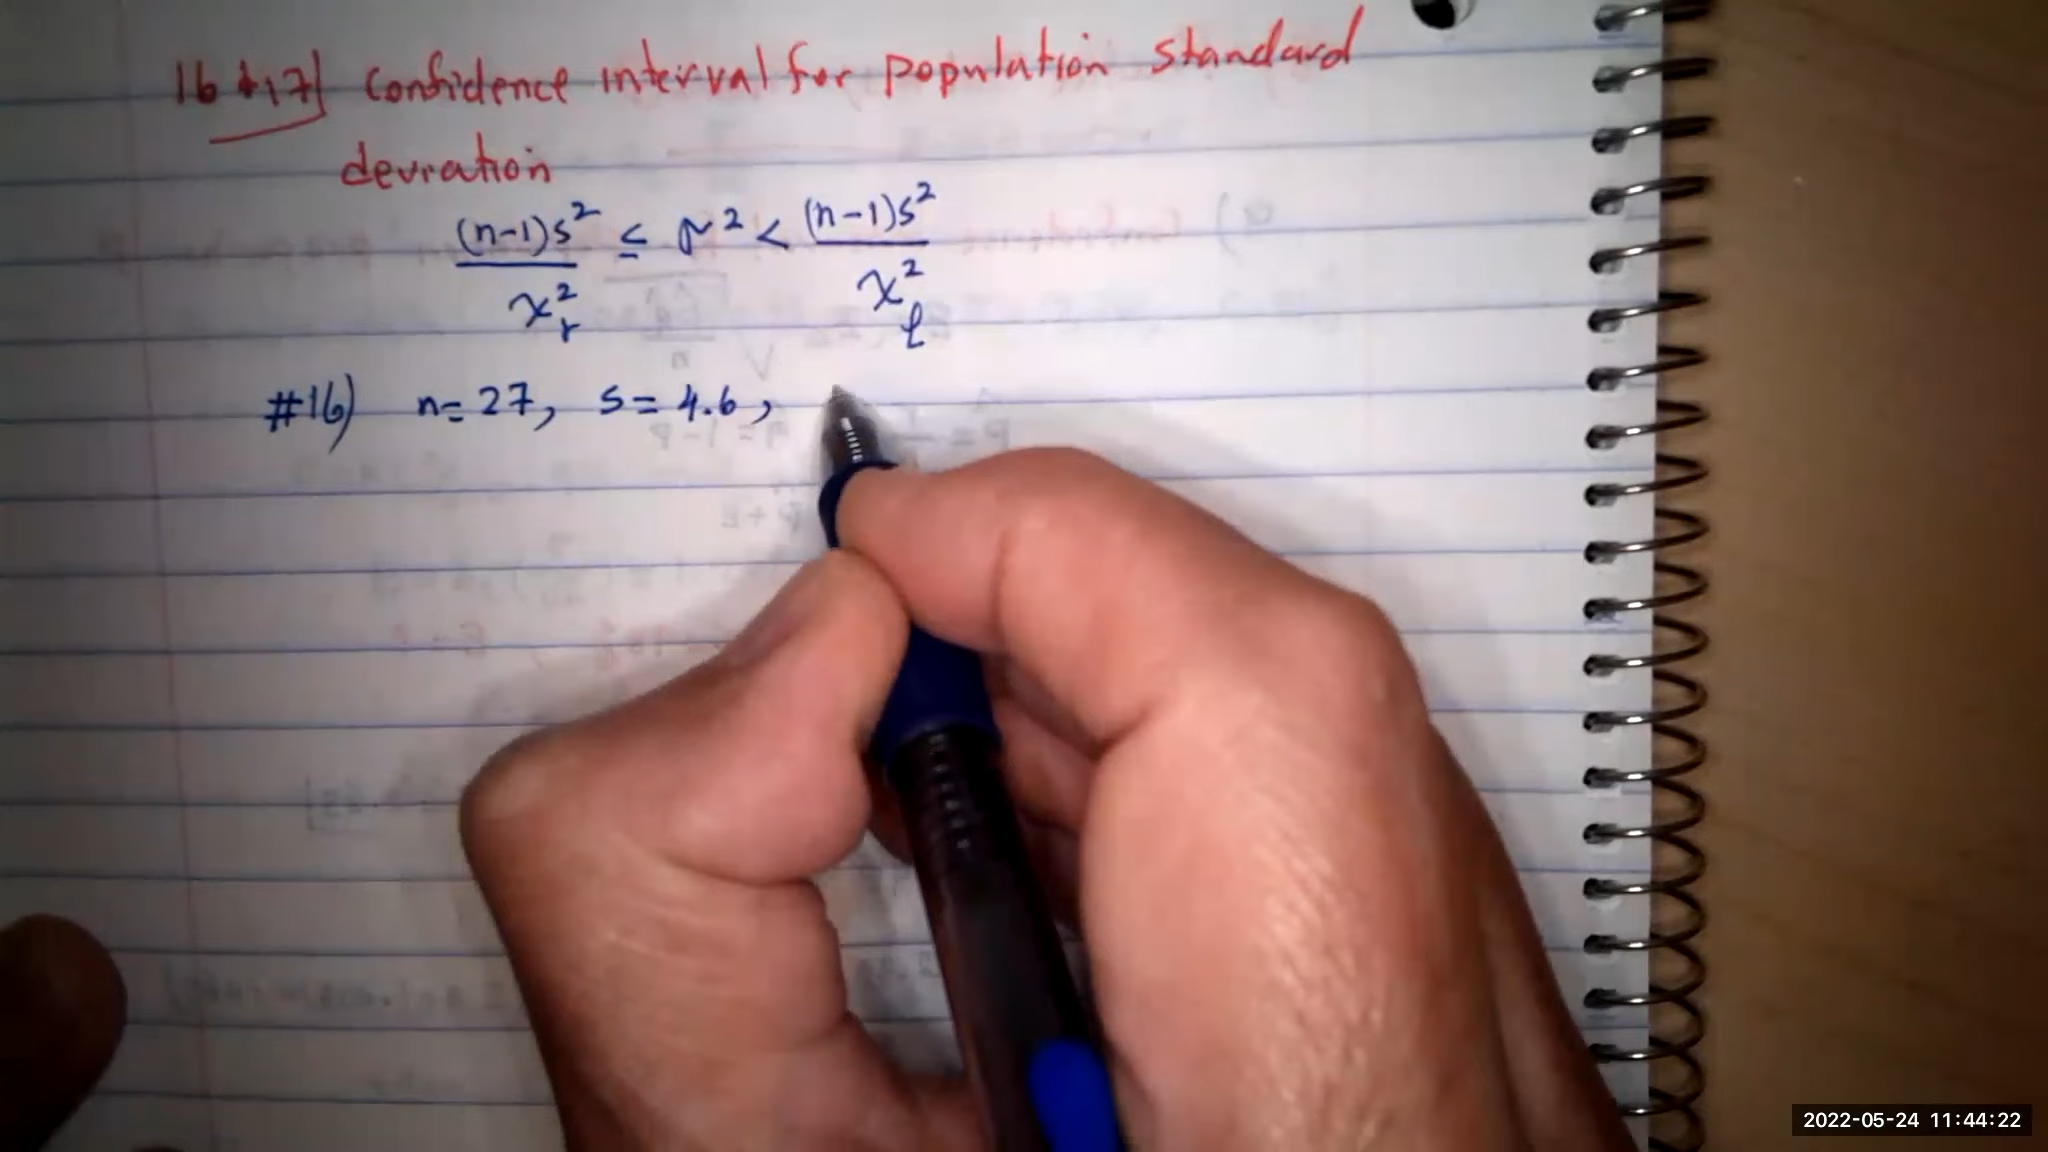 16 & 17) Confidence interval for population standard
deviation
(n-1)s² / χ²r ≤ σ² < (n-1)s² / χ²l
#16) n = 27, s = 4.6,
2022-05-24 11:44:22